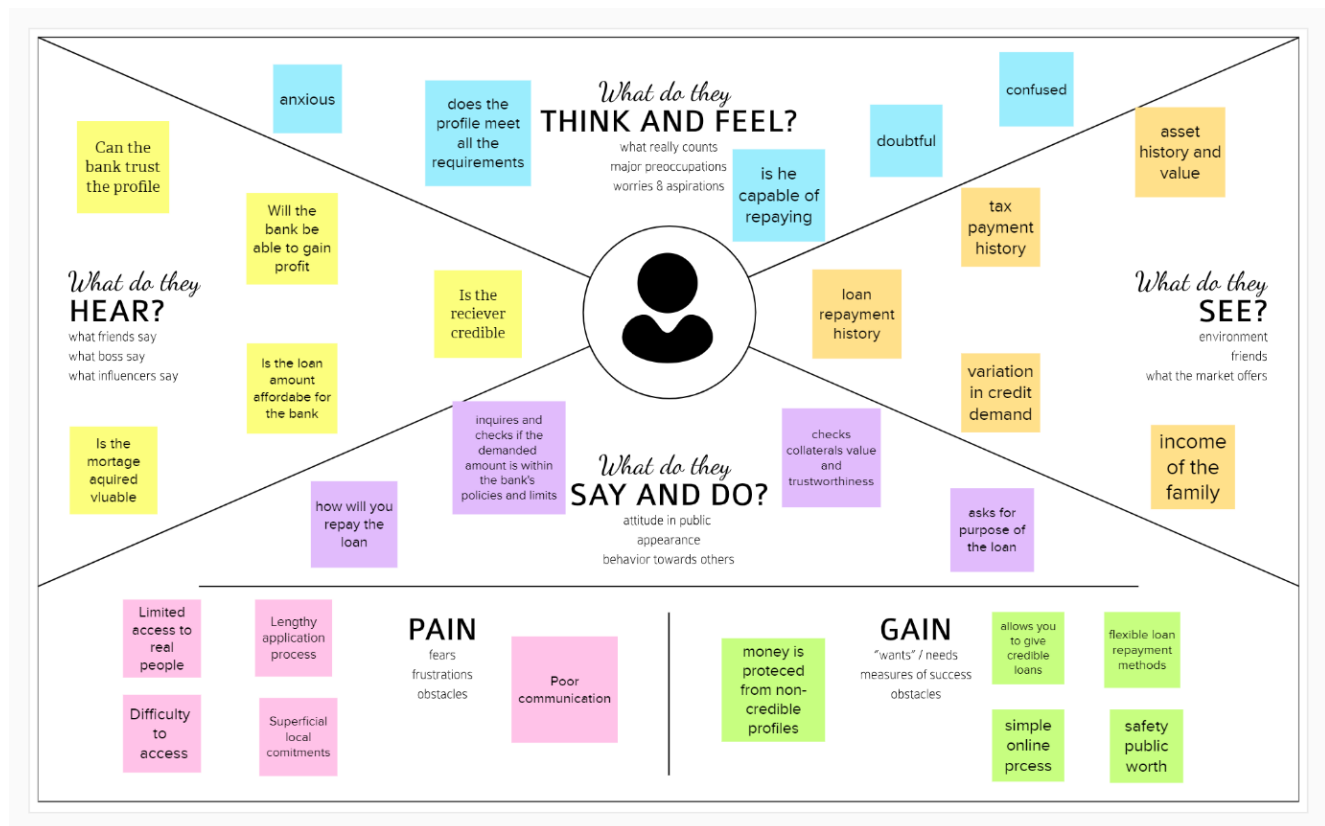 anxious
does the
profile meet
all the
requirements
What do they
THINK AND FEEL?
what really counts
major preoccupations
worries & aspirations
is he
capable of
repaying
doubtful
confused
Can the
bank trust
the profile
Will the
bank be
able to gain
profit
Is the
reciever
credible
What do they
HEAR?
what friends say
what boss say
what influencers say
Is the loan
amount
affordabe for
the bank
Is the
mortage
aquired
vluable
asset
history and
value
tax
payment
history
loan
repayment
history
What do they
SEE?
environment
friends
what the market offers
variation
in credit
demand
income
of the
family
how will you
repay the
loan
inquires and
checks if the
demanded
amount is within
the bank's
policies and limits
What do they
SAY AND DO?
attitude in public
appearance
behavior towards others
checks
collaterals value
and
trustworthiness
asks for
purpose of
the loan
Limited
access to
real
people
Lengthy
application
process
Difficulty
to
access
Superficial
local
comitments
PAIN
fears
frustrations
obstacles
Poor
communication
money is
proteced
from non-
credible
profiles
GAIN
"wants" / needs
measures of success
obstacles
allows you
to give
credible
loans
flexible loan
repayment
methods
simple
online
prcess
safety
public
worth